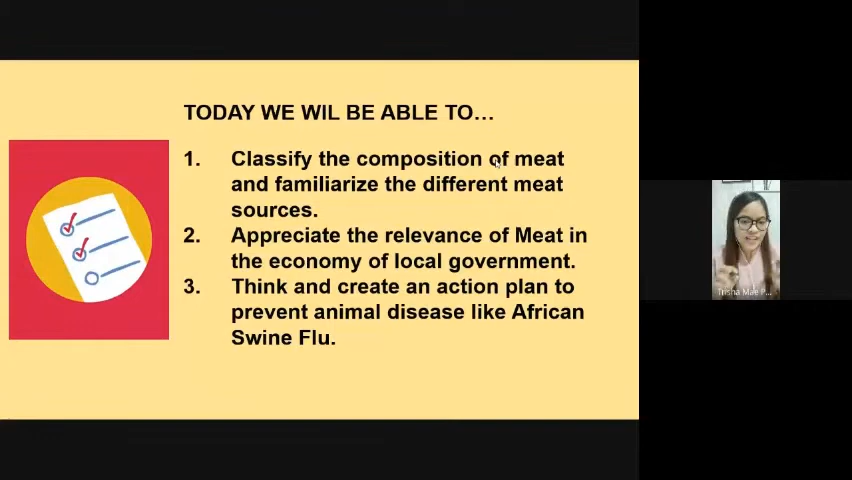 TODAY WE WIL BE ABLE TO...
1. Classify the composition of meat
and familiarize the different meat
sources.
2. Appreciate the relevance of Meat in
the economy of local government.
3. Think and create an action plan to
prevent animal disease like African
Swine Flu.
Trisha Mae P...